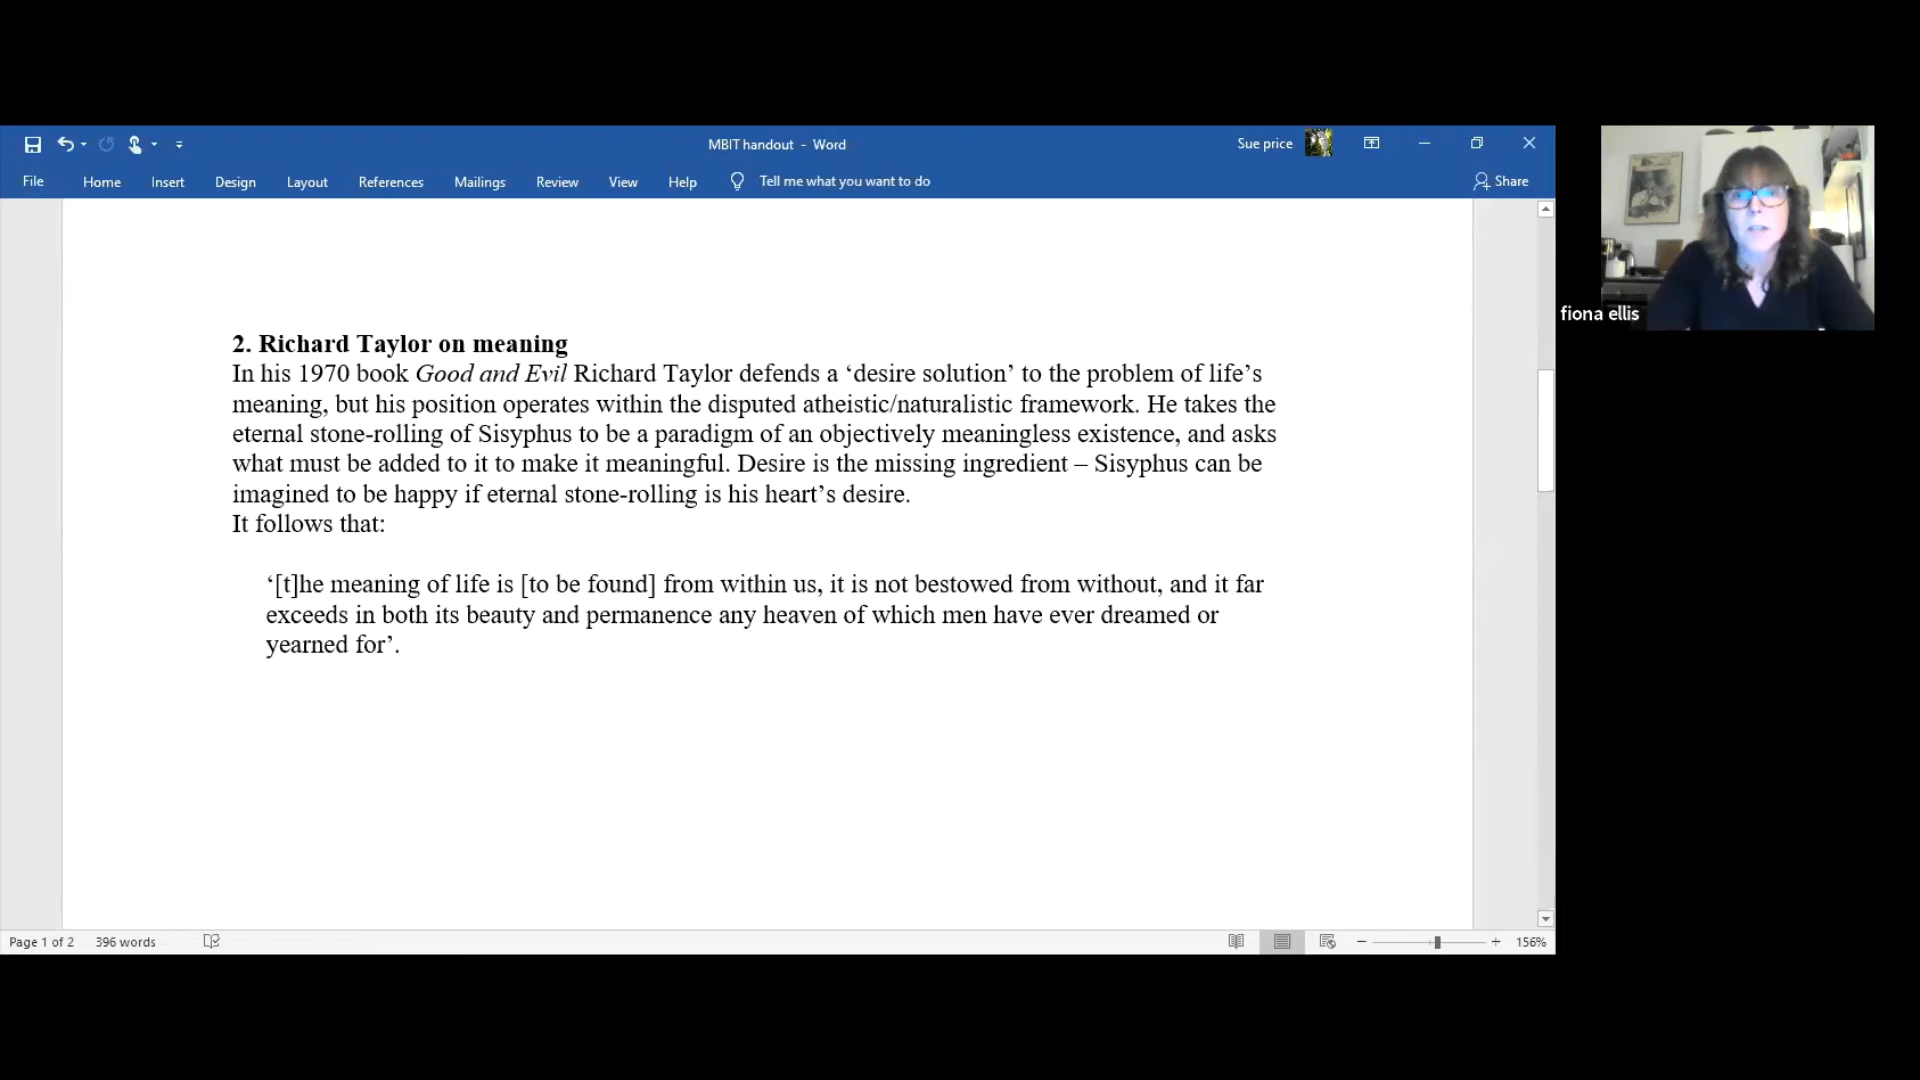 MBIT handout - Word
Sue price
File Home Insert Design Layout References Mailings Review View Help Tell me what you want to do Share
2. Richard Taylor on meaning
In his 1970 book Good and Evil Richard Taylor defends a ‘desire solution’ to the problem of life’s
meaning, but his position operates within the disputed atheistic/naturalistic framework. He takes the
eternal stone-rolling of Sisyphus to be a paradigm of an objectively meaningless existence, and asks
what must be added to it to make it meaningful. Desire is the missing ingredient – Sisyphus can be
imagined to be happy if eternal stone-rolling is his heart’s desire.
It follows that:
‘[t]he meaning of life is [to be found] from within us, it is not bestowed from without, and it far
exceeds in both its beauty and permanence any heaven of which men have ever dreamed or
yearned for’.
Page 1 of 2 396 words 156%
fiona ellis